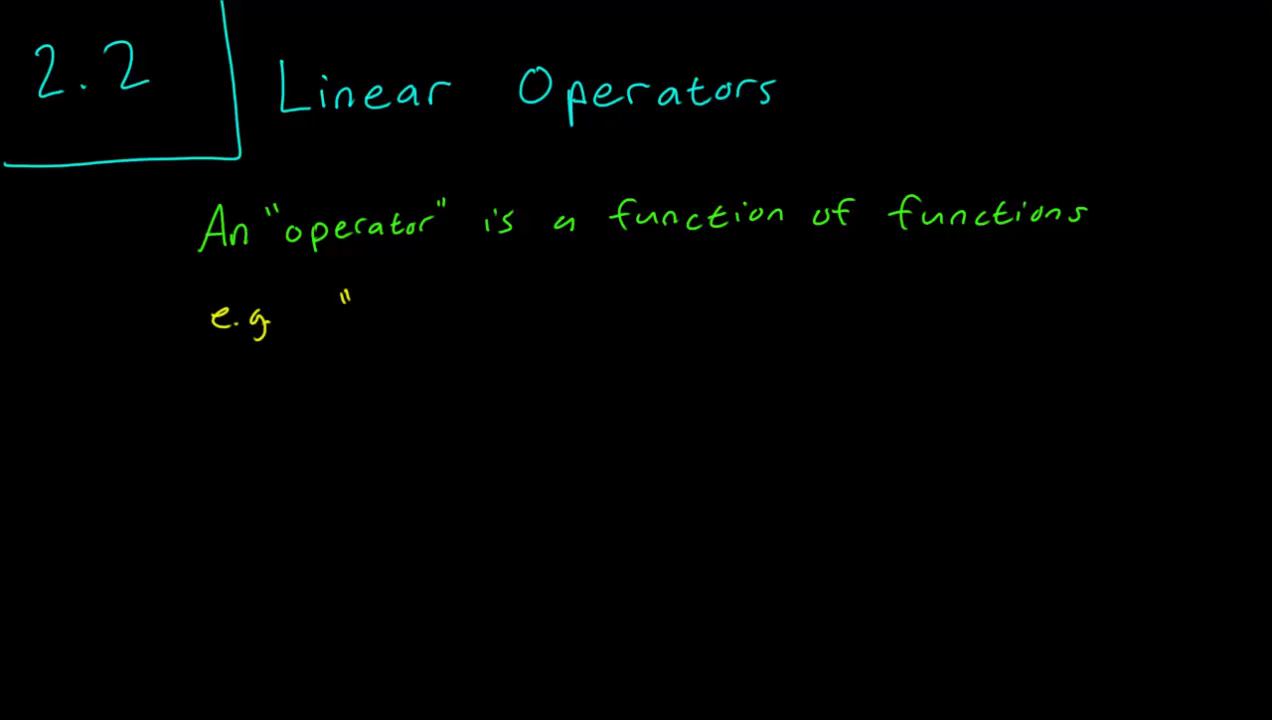 2.2 Linear Operators
An "operator" is a function of functions
e.g "